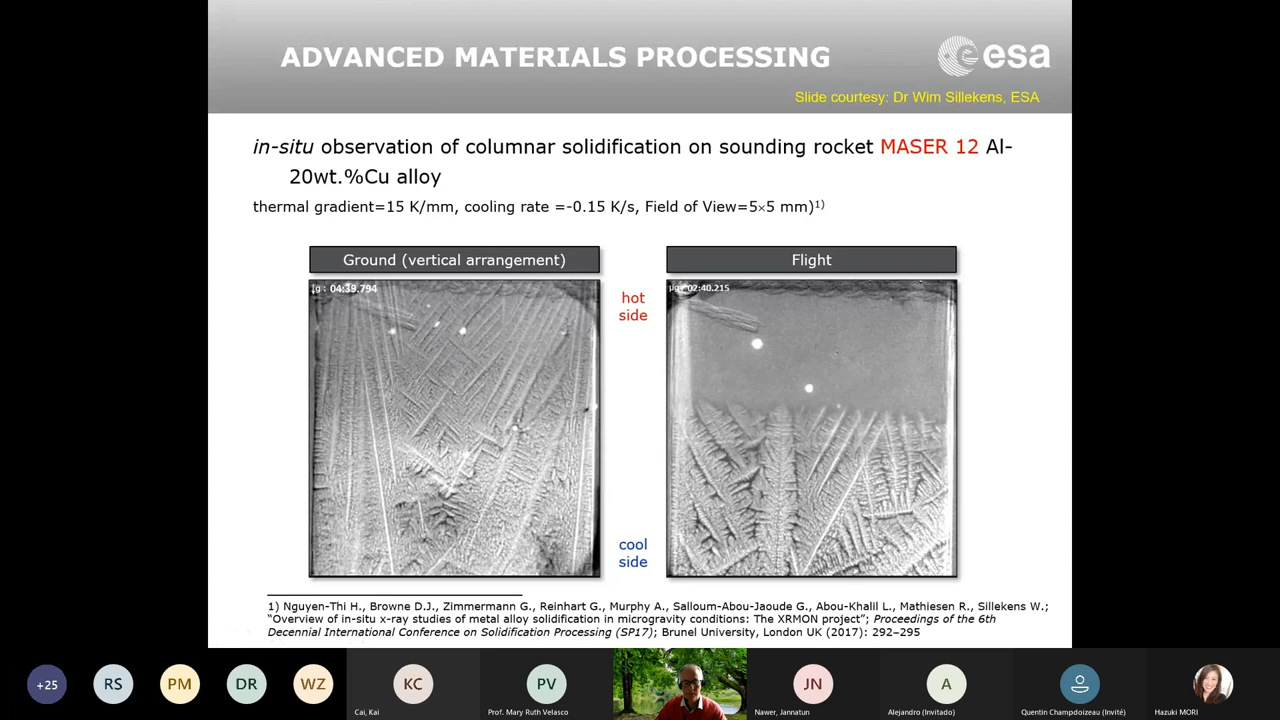 ADVANCED MATERIALS PROCESSING
esa
Slide courtesy: Dr Wim Sillekens, ESA
in-situ observation of columnar solidification on sounding rocket MASER 12 Al-
20wt.%Cu alloy
thermal gradient=15 K/mm, cooling rate =-0.15 K/s, Field of View=5×5 mm)1)
Ground (vertical arrangement)
Flight
1g : 04:39.794
hot
side
µg : 02:40.215
cool
side
1) Nguyen-Thi H., Browne D.J., Zimmermann G., Reinhart G., Murphy A., Salloum-Abou-Jaoude G., Abou-Khalil L., Mathiesen R., Sillekens W.;
“Overview of in-situ x-ray studies of metal alloy solidification in microgravity conditions: The XRMON project”; Proceedings of the 6th
Decennial International Conference on Solidification Processing (SP17); Brunel University, London UK (2017): 292–295
+25
RS
PM
DR
WZ
KC
PV
JN
A
Cai, Kai
Prof. Mary Ruth Velasco
Nawer, Jannatun
Alejandro (Invitado)
Quentin Champdoizeau (Invité)
Hazuki MORI